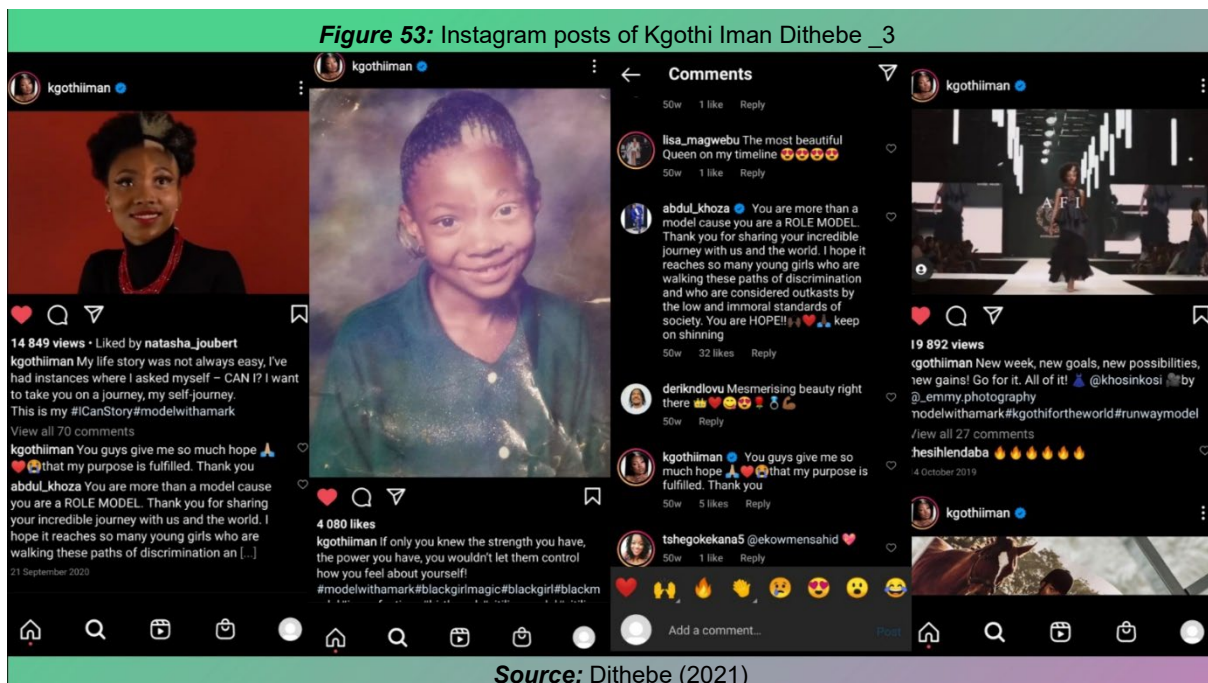 Figure 53: Instagram posts of Kgothi Iman Dithebe _3
kgothiiman
14 849 views • Liked by natasha_joubert
kgothiiman My life story was not always easy, I've
had instances where I asked myself – CAN I? I want
to take you on a journey, my self-journey.
This is my #ICanStory#modelwithamark
View all 70 comments
kgothiiman You guys give me so much hope 🙏
❤️😭that my purpose is fulfilled. Thank you
abdul_khoza You are more than a model cause
you are a ROLE MODEL. Thank you for sharing
your incredible journey with us and the world. I
hope it reaches so many young girls who are
walking these paths of discrimination an [...]
21 September 2020
kgothiiman
4 080 likes
kgothiiman If only you knew the strength you have,
the power you have, you wouldn't let them control
how you feel about yourself!
#modelwithamark#blackgirlmagic#blackgirl#blackm
Comments
50w 1 like Reply
lisa_magwebu The most beautiful
Queen on my timeline 😍😍😍😍
50w 1 like Reply
abdul_khoza You are more than a
model cause you are a ROLE MODEL.
Thank you for sharing your incredible
journey with us and the world. I hope it
reaches so many young girls who are
walking these paths of discrimination
and who are considered outkasts by
the low and immoral standards of
society. You are HOPE!!🙌🏿❤️🙏🏿 keep
on shinning
50w 32 likes Reply
derikndlovu Mesmerising beauty right
there 👑❤️😋😍🌹💍💪🏾
50w Reply
kgothiiman You guys give me so
much hope 🙏❤️😭that my purpose is
fulfilled. Thank you
50w 5 likes Reply
tshegokekana5 @ekowmensahid 💖
50w 1 like Reply
Add a comment...
Post
kgothiiman
AFI
19 892 views
kgothiiman New week, new goals, new possibilities,
new gains! Go for it. All of it! 👗 @khosinkosi 🎥by
@_emmy.photography
modelwithamark#kgothifortheworld#runwaymodel
View all 27 comments
thesihlendaba 🔥🔥🔥🔥🔥🔥
14 October 2019
kgothiiman
Source: Dithebe (2021)